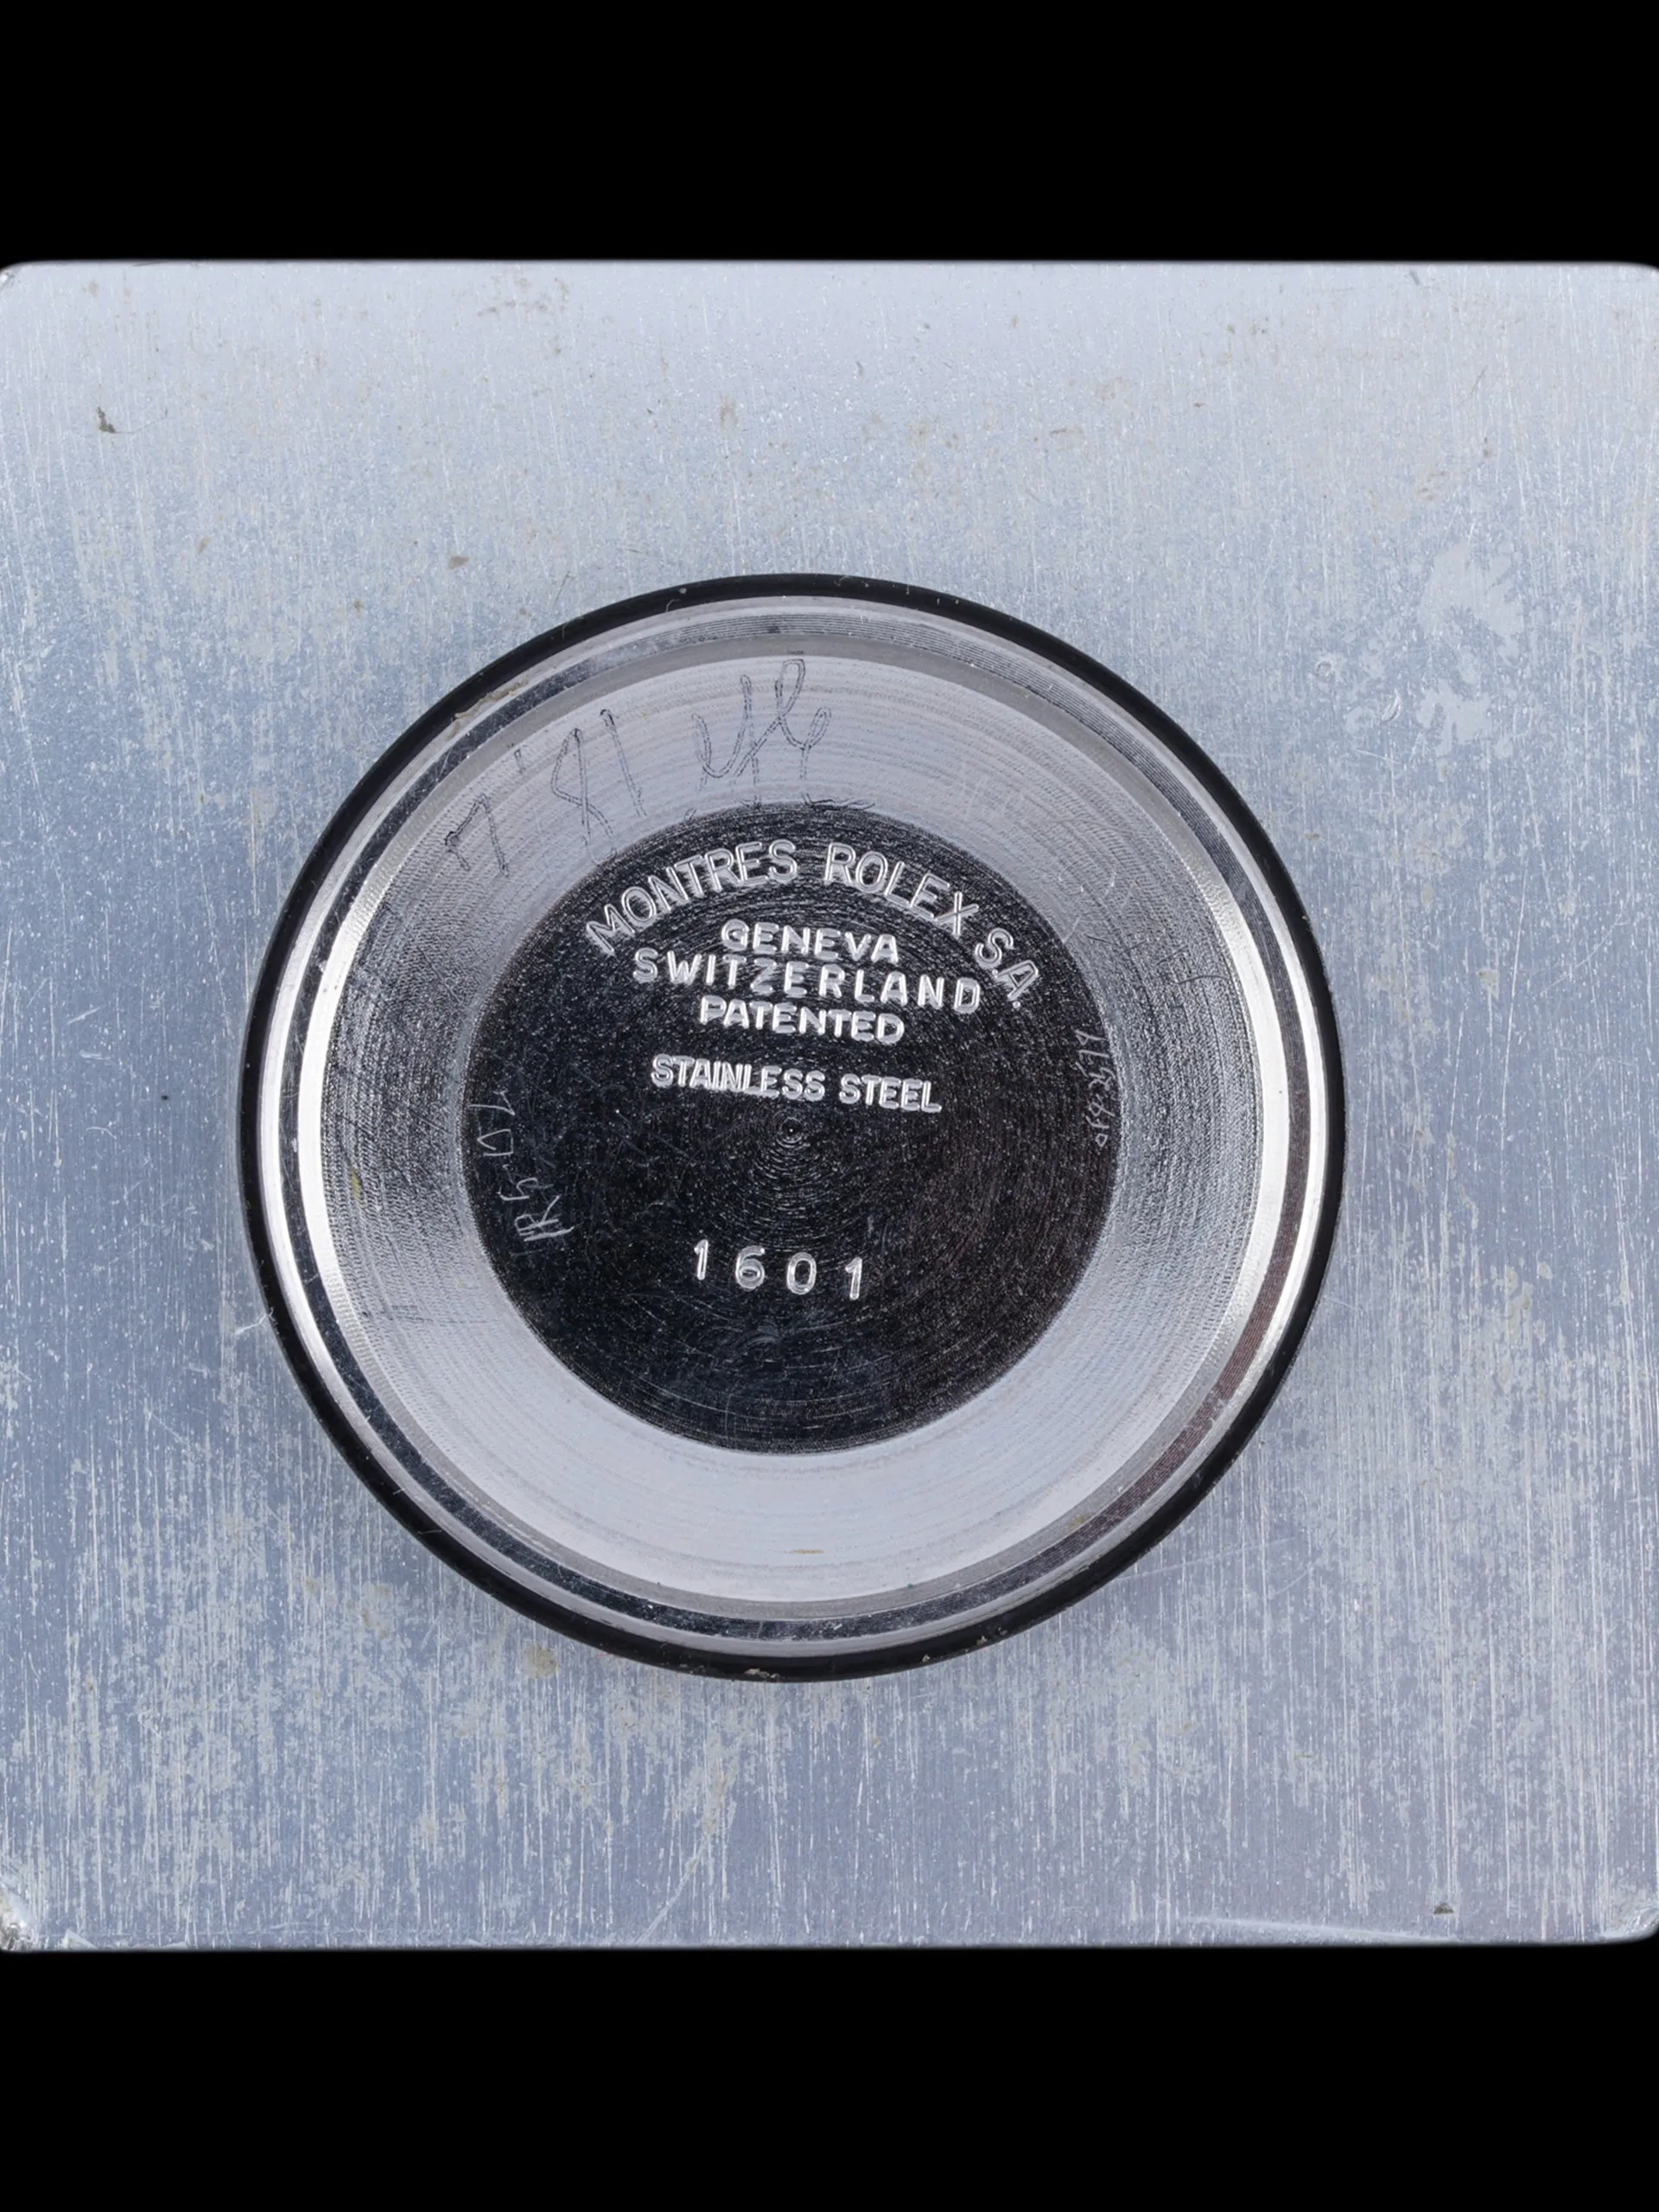 MONTRES ROLEX S.A.
GENEVA
SWITZERLAND
PATENTED
STAINLESS STEEL
1601